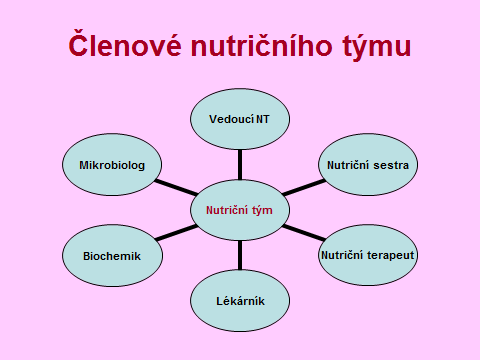 Členové nutričního týmu
Vedoucí NT
Mikrobiolog
Nutriční sestra
Nutriční tým
Biochemik
Nutriční terapeut
Lékárník